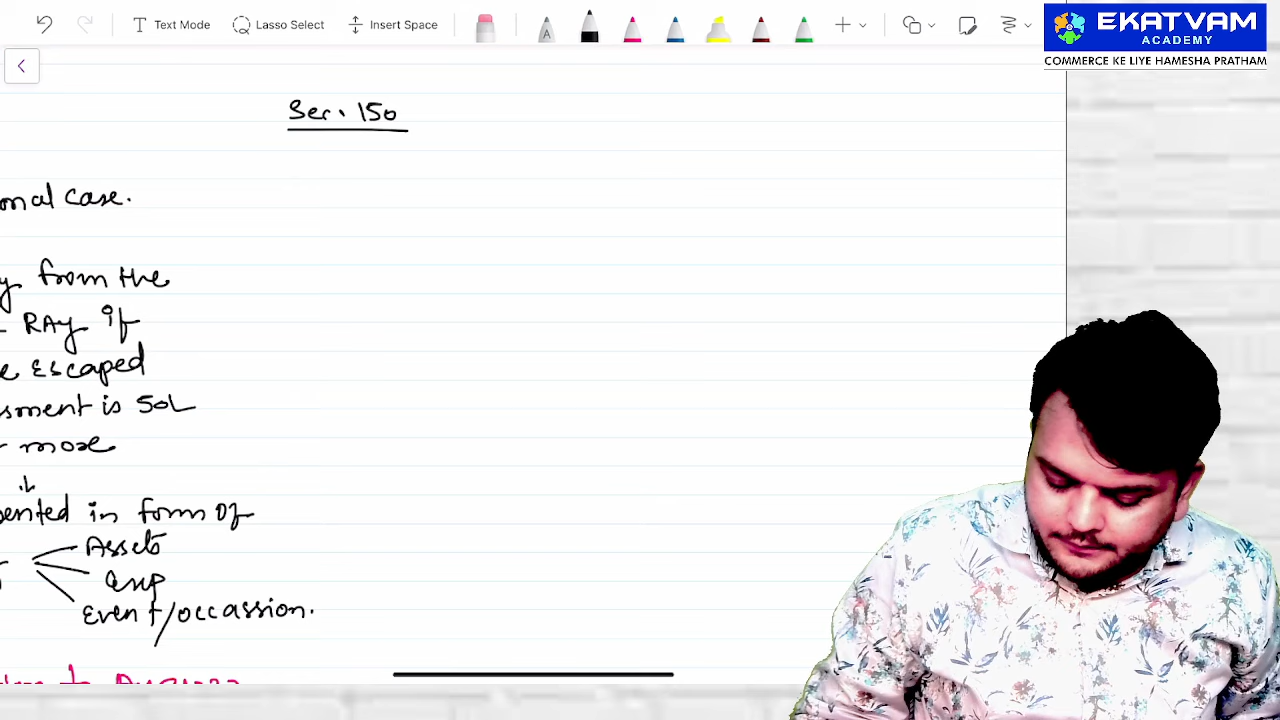 Text Mode
Lasso Select
Insert Space
A
EKATVAM
ACADEMY
COMMERCE KE LIYE HAMESHA PRATHAM
Sec. 150
onal case.
y from the
RAy if
e Escaped
sment is 50L
r more
sented in form of
Assets
exp
Event/occassion.